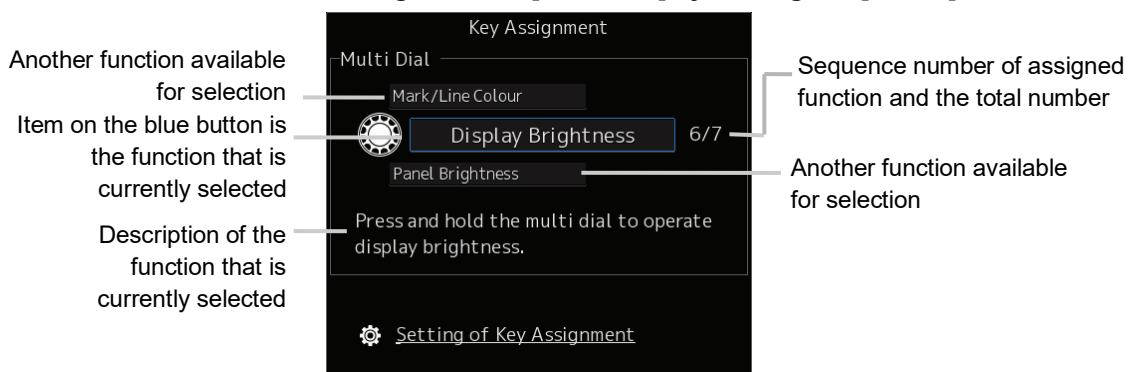 Key Assignment
Multi Dial
Another function available
for selection
Mark/Line Colour
Sequence number of assigned
function and the total number
Item on the blue button is
the function that is
currently selected
Display Brightness
6/7
Panel Brightness
Another function available
for selection
Description of the
function that is
currently selected
Press and hold the multi dial to operate
display brightness.
Setting of Key Assignment